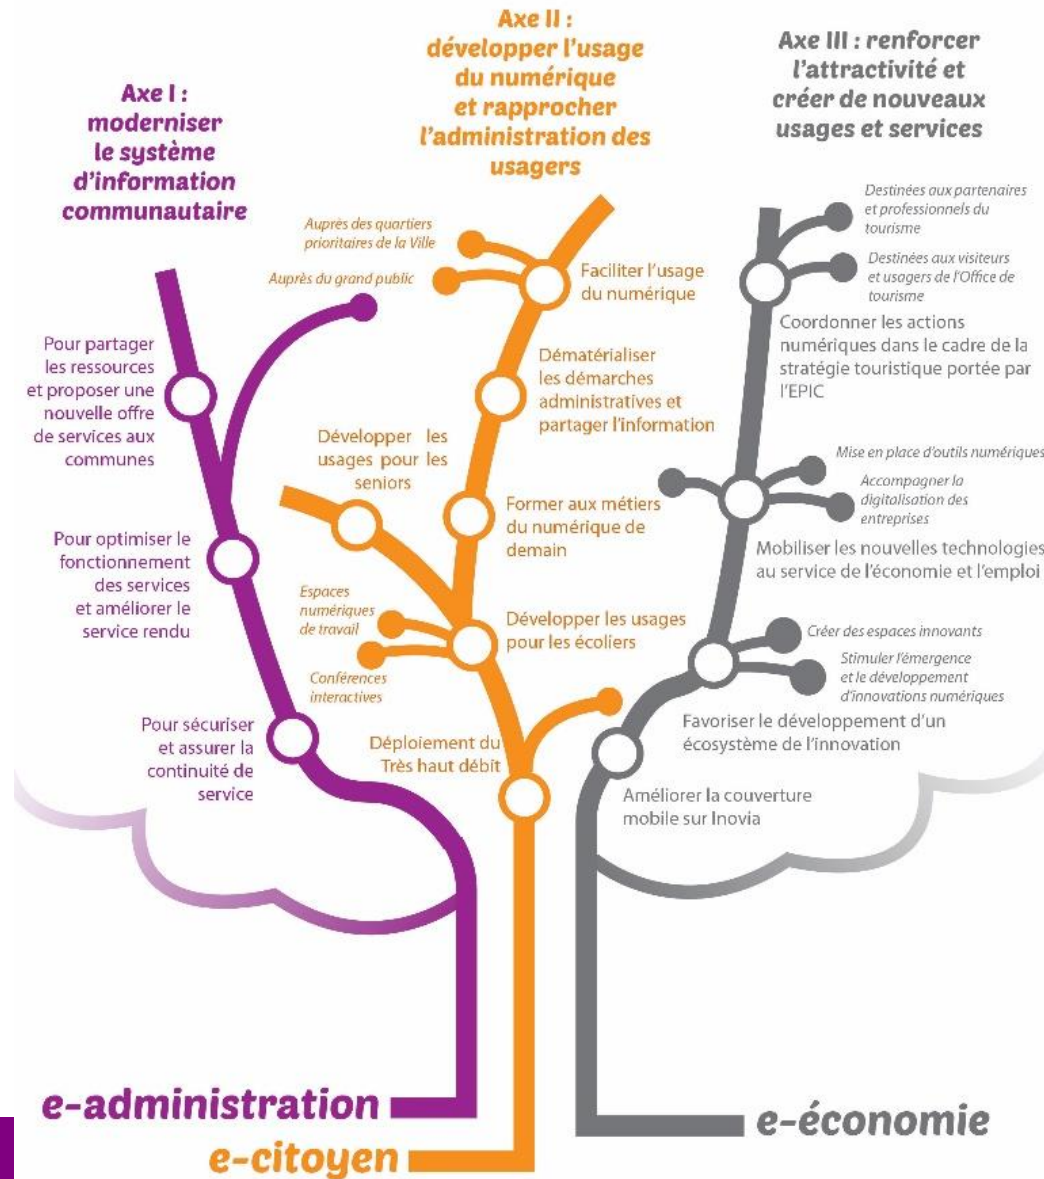 Axe I :
moderniser
le système
d'information
communautaire
Pour partager
les ressources
et proposer une
nouvelle offre
de services aux
communes
Pour optimiser le
fonctionnement
des services
et améliorer le
service rendu
Pour sécuriser
et assurer la
continuité de
service
e-administration
Axe II :
développer l'usage
du numérique
et rapprocher
l'administration des
usagers
Auprès des quartiers
prioritaires de la Ville
Auprès du grand public
Faciliter l'usage
du numérique
Dématérialiser
les démarches
administratives et
partager l'information
Développer les
usages pour les
seniors
Former aux métiers
du numérique de
demain
Espaces
numériques
de travail
Conférences
interactives
Développer les usages
pour les écoliers
Déploiement du
Très haut débit
e-citoyen
Axe III : renforcer
l'attractivité et
créer de nouveaux
usages et services
Destinées aux partenaires
et professionnels du
tourisme
Destinées aux visiteurs
et usagers de l'Office de
tourisme
Coordonner les actions
numériques dans le cadre de la
stratégie touristique portée par
l'EPIC
Mise en place d'outils numériques
Accompagner la
digitalisation des
entreprises
Mobiliser les nouvelles technologies
au service de l'économie et l'emploi
Créer des espaces innovants
Stimuler l'émergence
et le développement
d'innovations numériques
Favoriser le développement d'un
écosystème de l'innovation
Améliorer la couverture
mobile sur Inovia
e-économie